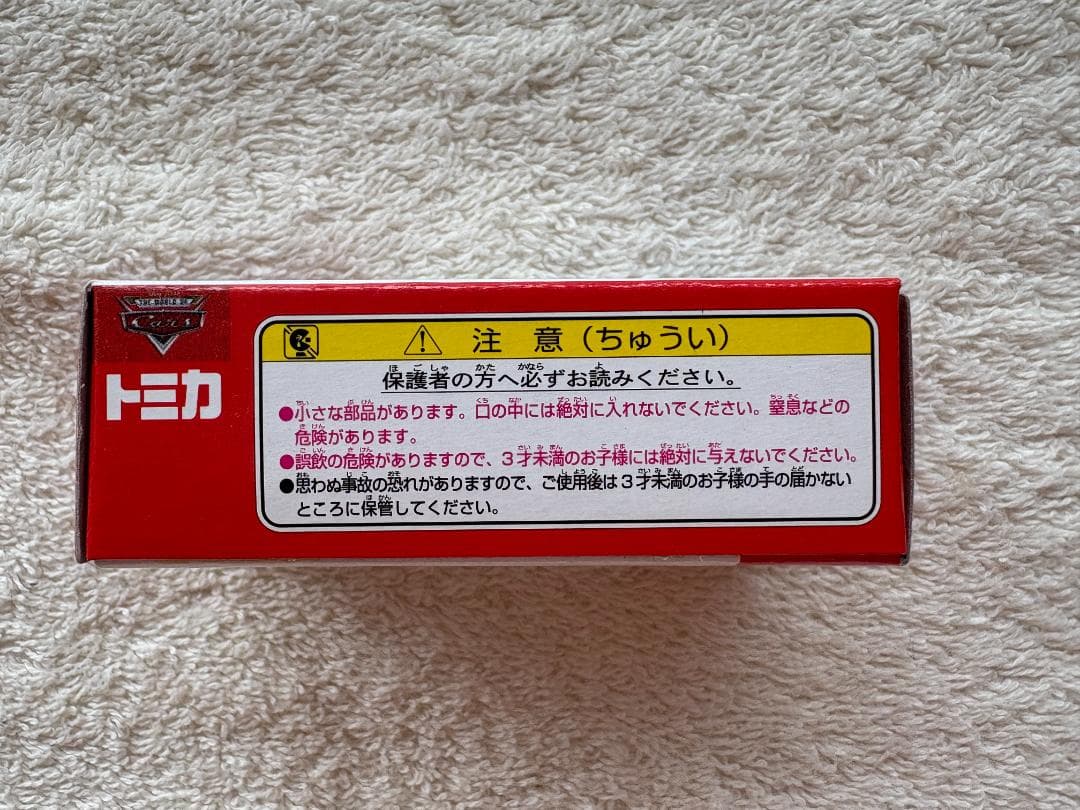 THE WORLD OF
Cars
トミカ
注 意（ちゅうい）
保護者の方へ必ずお読みください。
●小さな部品があります。口の中には絶対に入れないでください。窒息などの
危険があります。
●誤飲の危険がありますので、3才未満のお子様には絶対に与えないでください。
●思わぬ事故の恐れがありますので、ご使用後は3才未満のお子様の手の届かない
ところに保管してください。